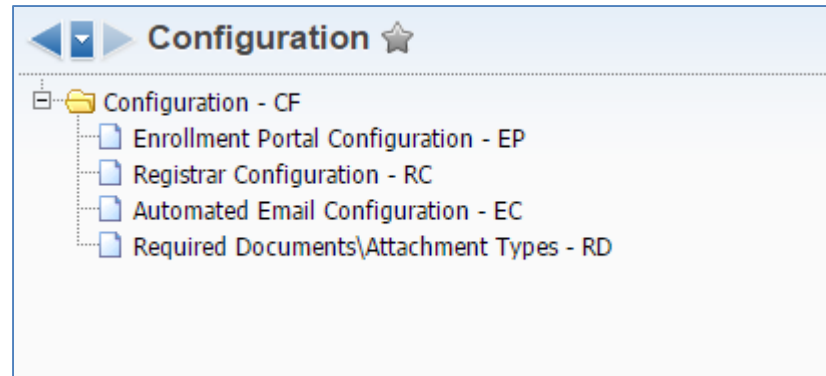 Configuration
Configuration - CF
Enrollment Portal Configuration - EP
Registrar Configuration - RC
Automated Email Configuration - EC
Required Documents\Attachment Types - RD